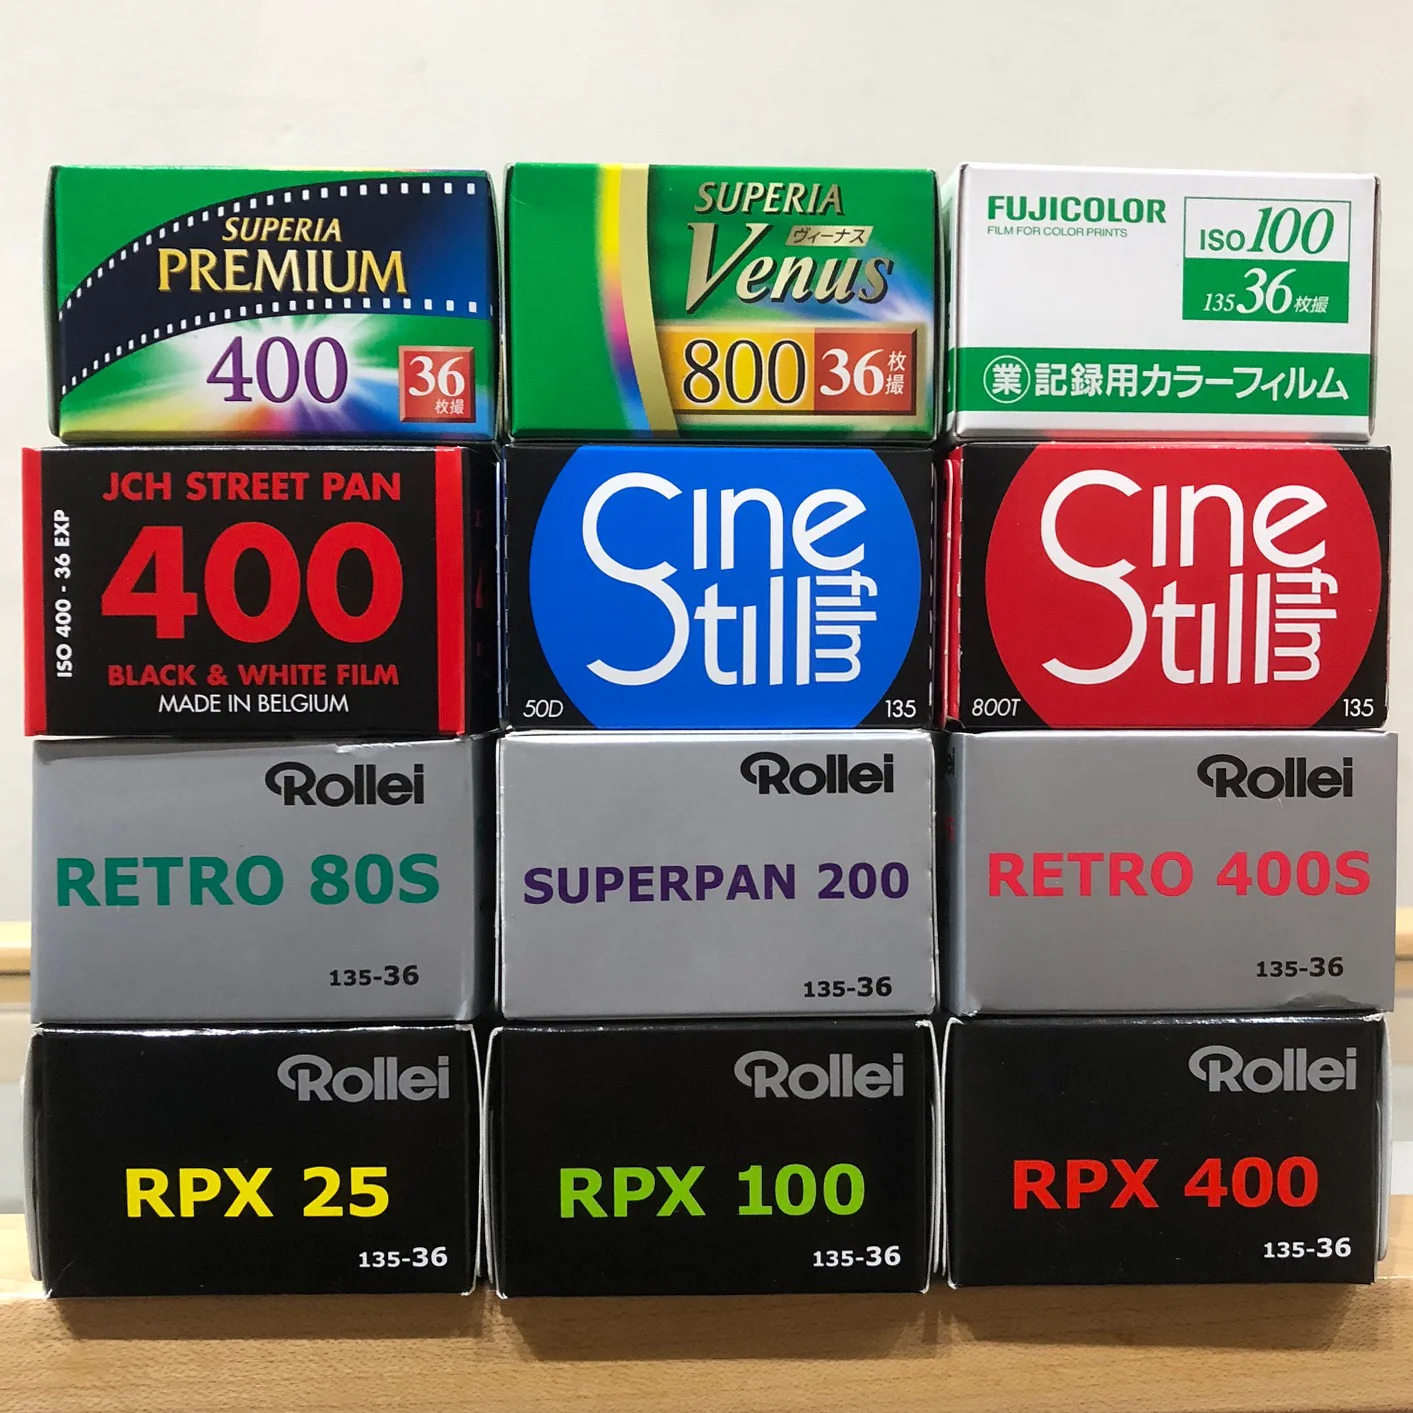 SUPERIA
PREMIUM
400
36
枚撮
SUPERIA
ヴィーナス
Venus
800 36 枚撮
FUJICOLOR
FILM FOR COLOR PRINTS
ISO 100
135 36 枚撮
業 記録用カラーフィルム
JCH STREET PAN
400
BLACK & WHITE FILM
MADE IN BELGIUM
ISO 400 - 36 EXP
Cine
Still
film
50D 135
Cine
Still
film
800T 135
Rollei
RETRO 80S
135-36
Rollei
SUPERPAN 200
135-36
Rollei
RETRO 400S
135-36
Rollei
RPX 25
135-36
Rollei
RPX 100
135-36
Rollei
RPX 400
135-36